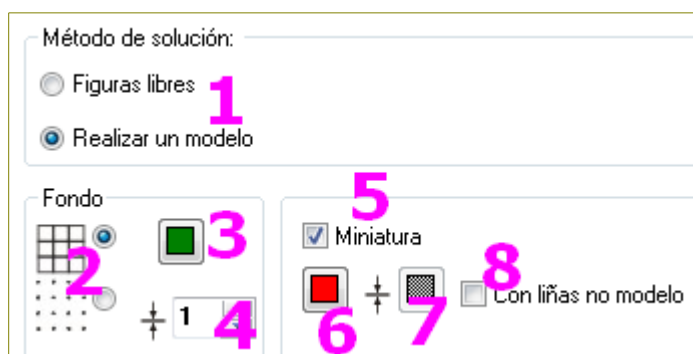 Método de solución:
Figuras libres
1
Realizar un modelo
Fondo
5
3
Miniatura
2
8
Con liñas no modelo
1
4
6
7